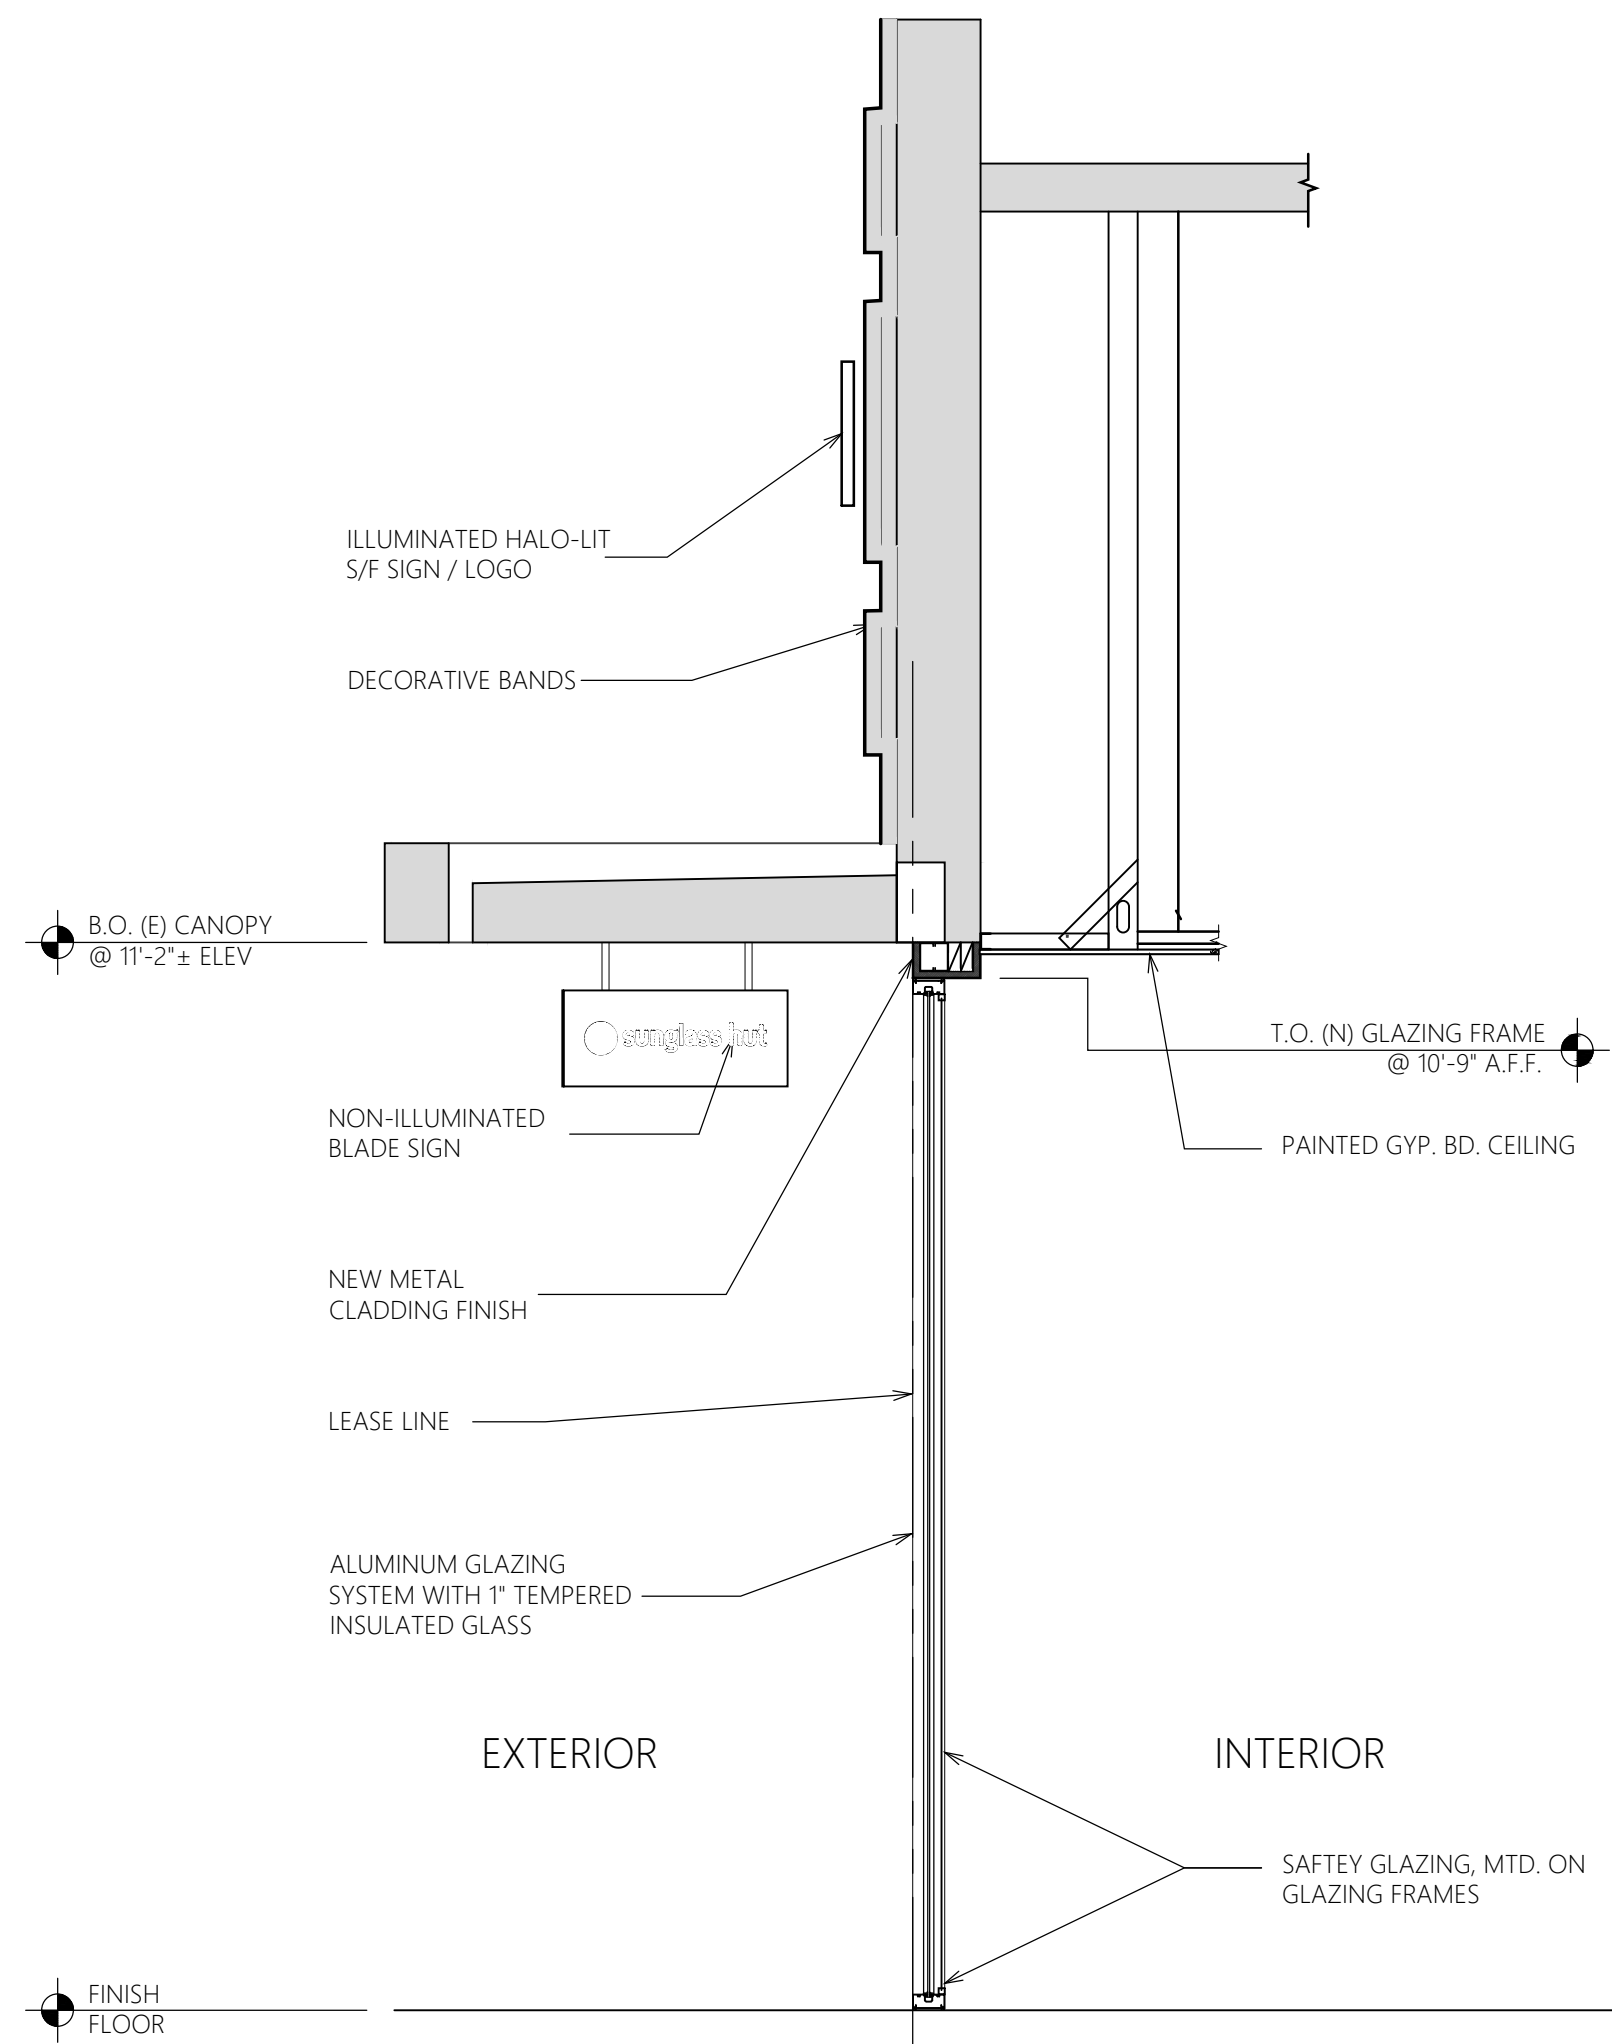 ILLUMINATED HALO-LIT
S/F SIGN / LOGO
DECORATIVE BANDS
B.O. (E) CANOPY
@ 11'-2"± ELEV
sunglass hut
T.O. (N) GLAZING FRAME
@ 10'-9" A.F.F.
NON-ILLUMINATED
BLADE SIGN
PAINTED GYP. BD. CEILING
NEW METAL
CLADDING FINISH
LEASE LINE
ALUMINUM GLAZING
SYSTEM WITH 1" TEMPERED
INSULATED GLASS
EXTERIOR
INTERIOR
SAFTEY GLAZING, MTD. ON
GLAZING FRAMES
FINISH
FLOOR